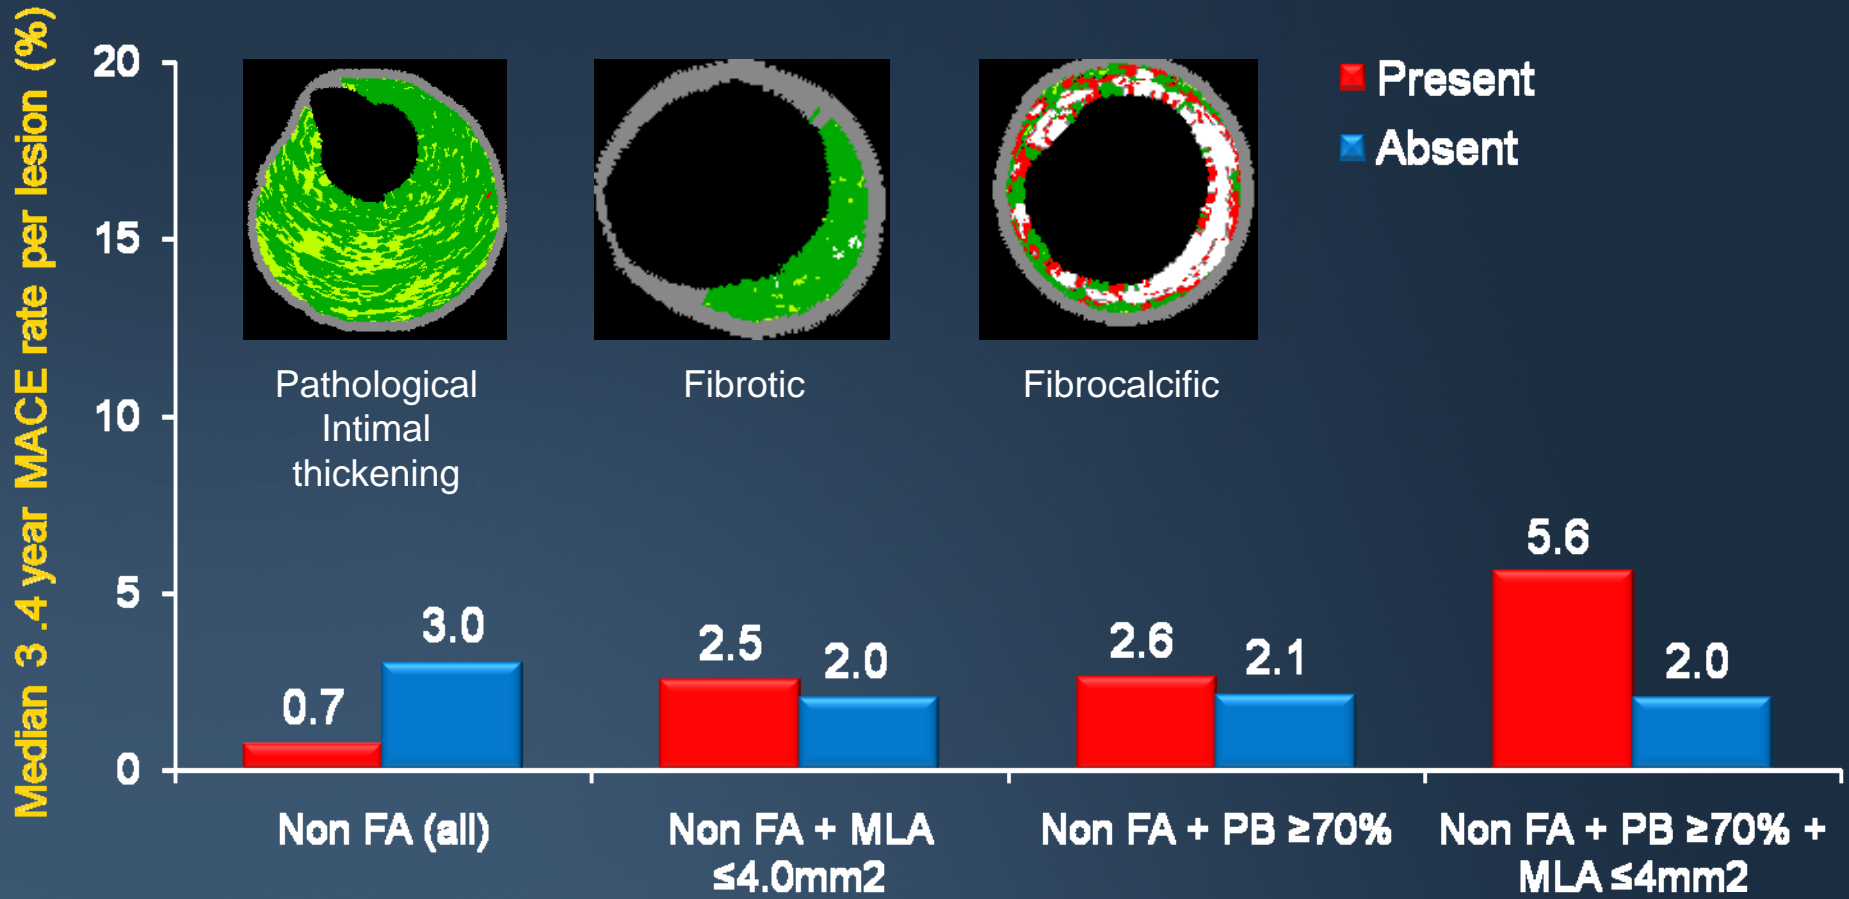 Median 3 .4 year MACE rate per lesion (%)
20
15
10
5
0
Pathological
Intimal
thickening
Fibrotic
Fibrocalcific
Present
Absent
0.7
3.0
2.5
2.0
2.6
2.1
5.6
2.0
Non FA (all)
Non FA + MLA
≤4.0mm2
Non FA + PB ≥70%
Non FA + PB ≥70% +
MLA ≤4mm2